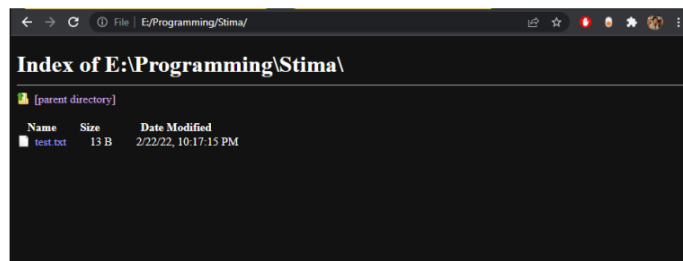 File | E:/Programming/Stima/
Index of E:\Programming\Stima\
[parent directory]
Name Size Date Modified
test.txt 13 B 2/22/22, 10:17:15 PM